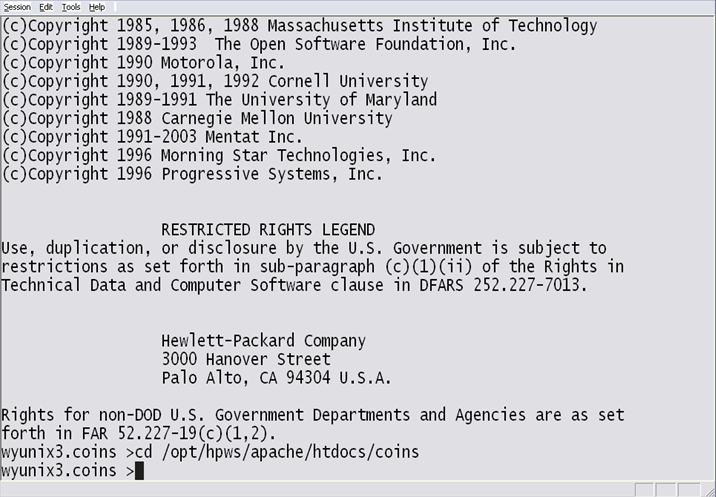 Session Edit Tools Help
(c)Copyright 1985, 1986, 1988 Massachusetts Institute of Technology
(c)Copyright 1989-1993  The Open Software Foundation, Inc.
(c)Copyright 1990 Motorola, Inc.
(c)Copyright 1990, 1991, 1992 Cornell University
(c)Copyright 1989-1991 The University of Maryland
(c)Copyright 1988 Carnegie Mellon University
(c)Copyright 1991-2003 Mentat Inc.
(c)Copyright 1996 Morning Star Technologies, Inc.
(c)Copyright 1996 Progressive Systems, Inc.
RESTRICTED RIGHTS LEGEND
Use, duplication, or disclosure by the U.S. Government is subject to
restrictions as set forth in sub-paragraph (c)(1)(ii) of the Rights in
Technical Data and Computer Software clause in DFARS 252.227-7013.
Hewlett-Packard Company
3000 Hanover Street
Palo Alto, CA 94304 U.S.A.
Rights for non-DOD U.S. Government Departments and Agencies are as set
forth in FAR 52.227-19(c)(1,2).
wyunix3.coins >cd /opt/hpws/apache/htdocs/coins
wyunix3.coins >